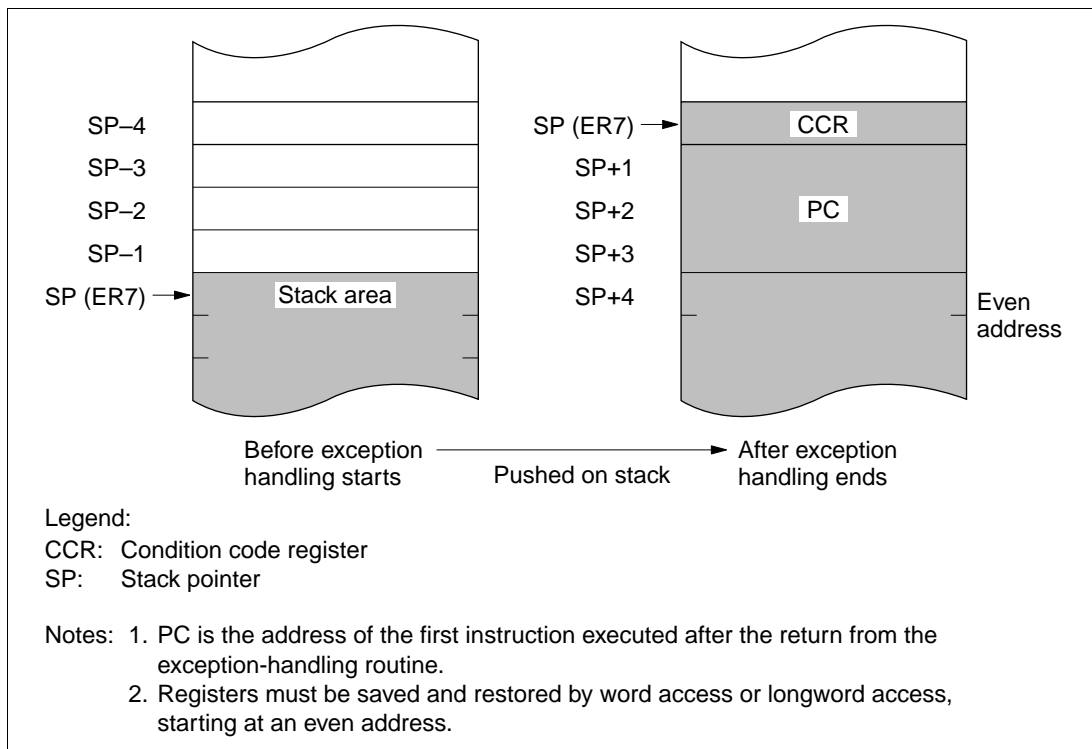 SP–4
SP–3
SP–2
SP–1
SP (ER7)
Stack area
SP (ER7)
SP+1
SP+2
SP+3
SP+4
CCR
PC
Even
address
Before exception
handling starts
Pushed on stack
After exception
handling ends
Legend:
CCR: Condition code register
SP: Stack pointer
Notes: 1. PC is the address of the first instruction executed after the return from the
exception-handling routine.
2. Registers must be saved and restored by word access or longword access,
starting at an even address.